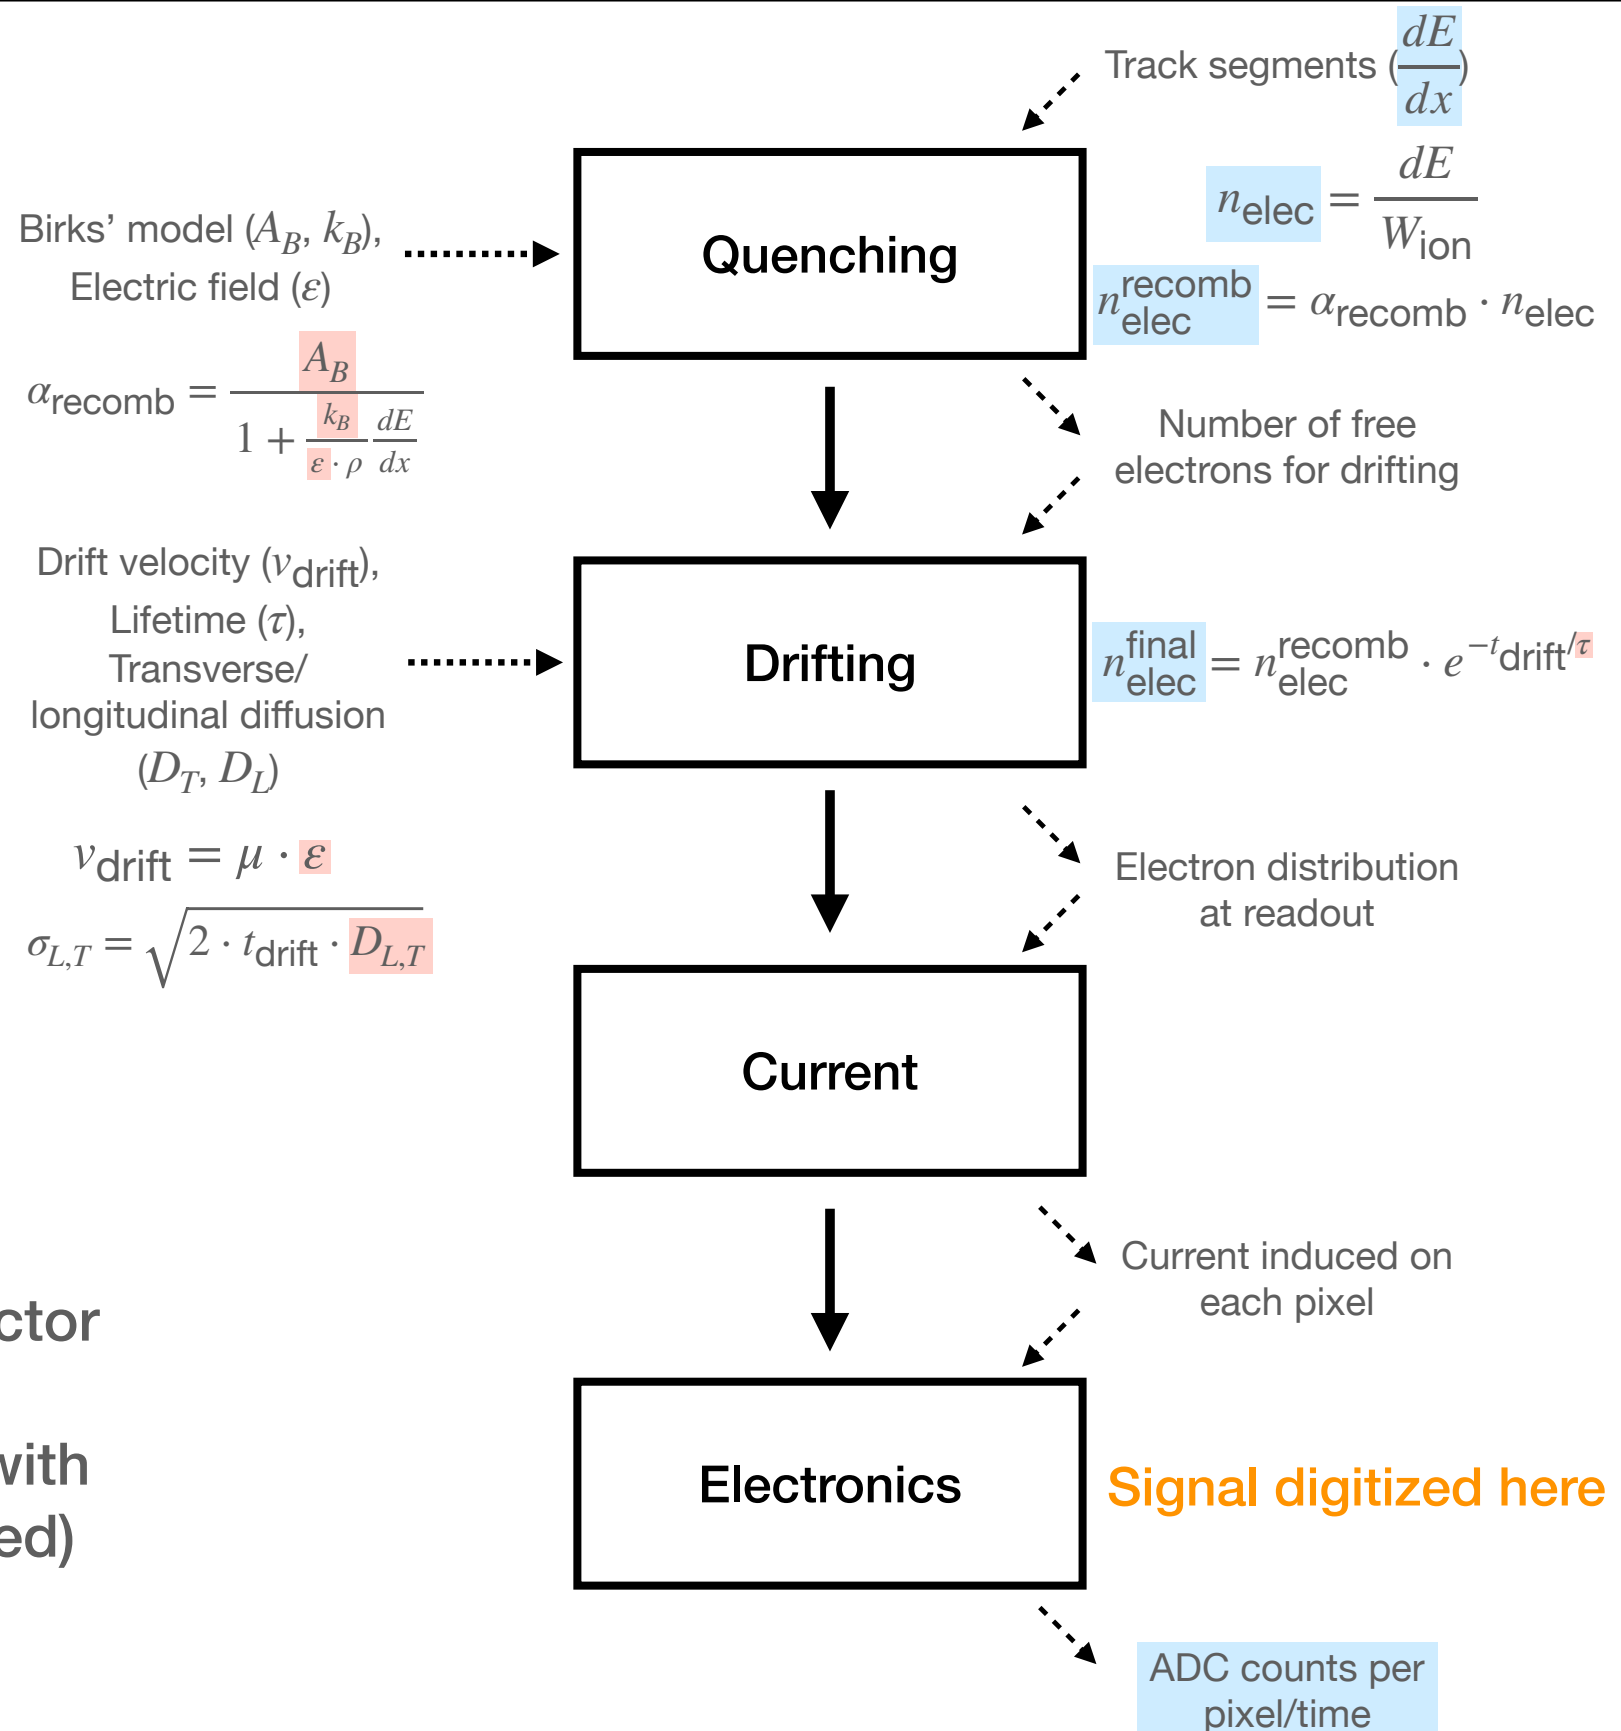 Track segments (dE/dx)
Quenching
n_elec = dE/W_ion
n_elec^recomb = α_recomb · n_elec
Birks’ model (A_B, k_B),
Electric field (ε)
α_recomb = A_B / (1 + k_B/(ε · ρ) dE/dx)
Number of free
electrons for drifting
Drift velocity (v_drift),
Lifetime (τ),
Transverse/
longitudinal diffusion
(D_T, D_L)
Drifting
n_elec^final = n_elec^recomb · e^(-t_drift/τ)
v_drift = μ · ε
σ_L,T = √(2 · t_drift · D_L,T)
Electron distribution
at readout
Current
Current induced on
each pixel
ctor
with
ed)
Electronics
Signal digitized here
ADC counts per
pixel/time